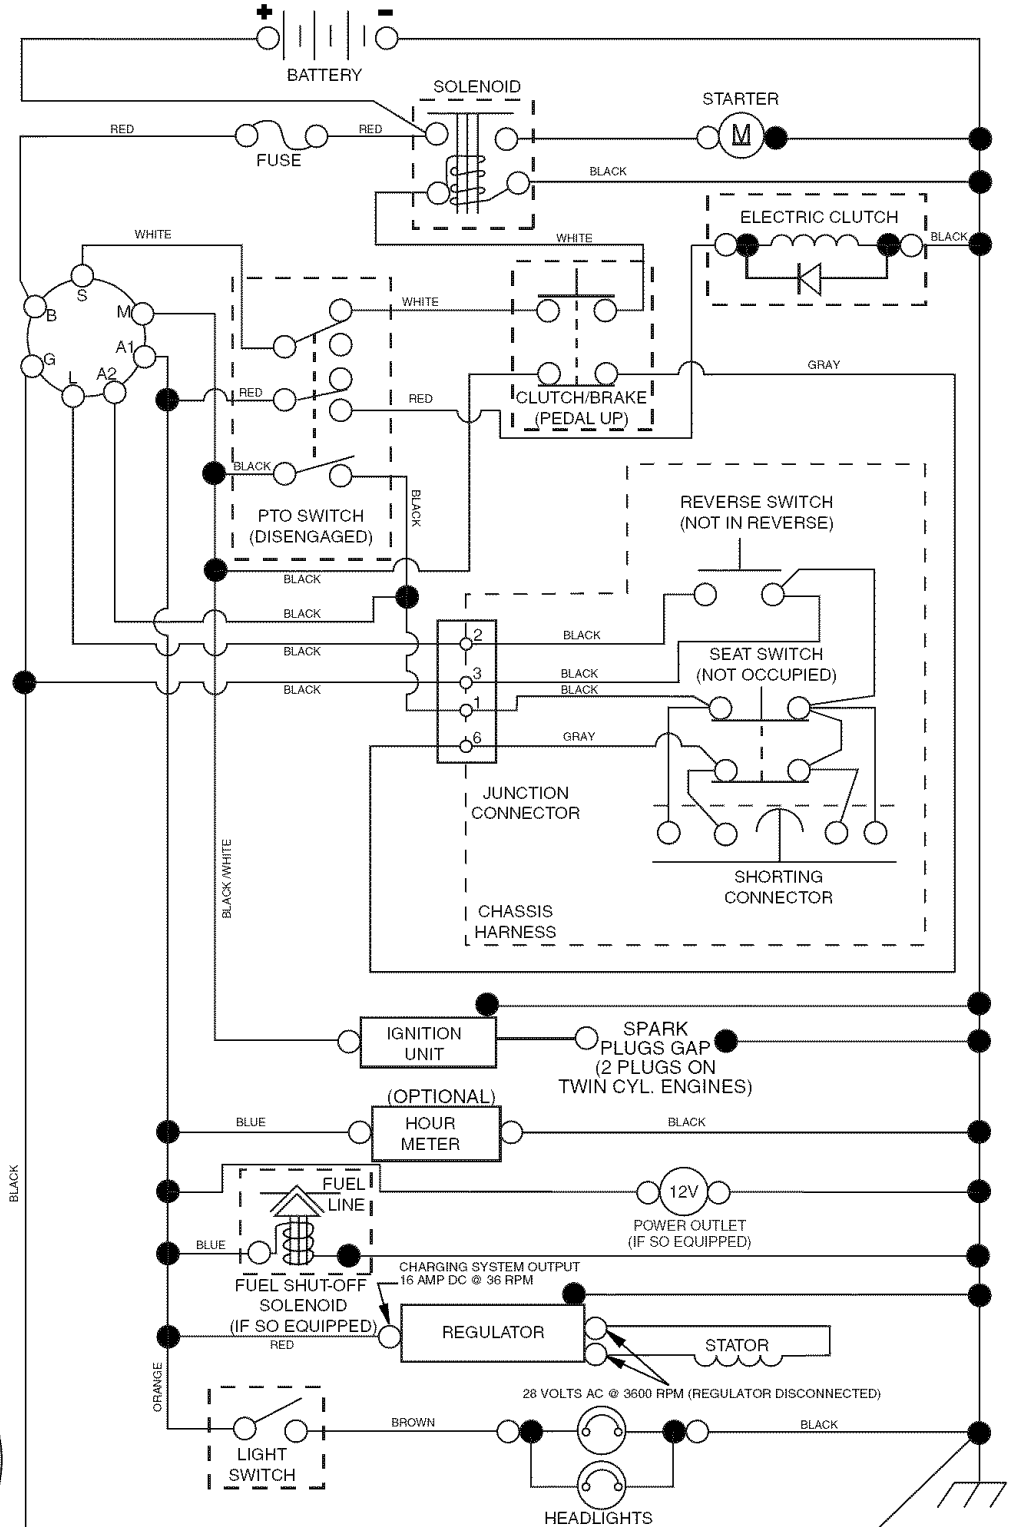 + -
BATTERY
SOLENOID
STARTER
M
RED
FUSE
RED
BLACK
ELECTRIC CLUTCH
BLACK
WHITE
WHITE
S
B
M
G
A1
L
A2
WHITE
RED
RED
CLUTCH/BRAKE
(PEDAL UP)
GRAY
BLACK
PTO SWITCH
(DISENGAGED)
BLACK
REVERSE SWITCH
(NOT IN REVERSE)
BLACK
BLACK
BLACK
BLACK
2
BLACK
3
BLACK
BLACK
1
6
GRAY
SEAT SWITCH
(NOT OCCUPIED)
JUNCTION
CONNECTOR
SHORTING
CONNECTOR
BLACK/WHITE
CHASSIS
HARNESS
IGNITION
UNIT
SPARK
PLUGS GAP
(2 PLUGS ON
TWIN CYL. ENGINES)
(OPTIONAL)
HOUR
METER
BLUE
BLACK
BLACK
FUEL
LINE
12V
POWER OUTLET
(IF SO EQUIPPED)
BLUE
FUEL SHUT-OFF
SOLENOID
(IF SO EQUIPPED)
CHARGING SYSTEM OUTPUT
16 AMP DC @ 36 RPM
REGULATOR
STATOR
RED
28 VOLTS AC @ 3600 RPM (REGULATOR DISCONNECTED)
ORANGE
LIGHT
SWITCH
BROWN
BLACK
HEADLIGHTS